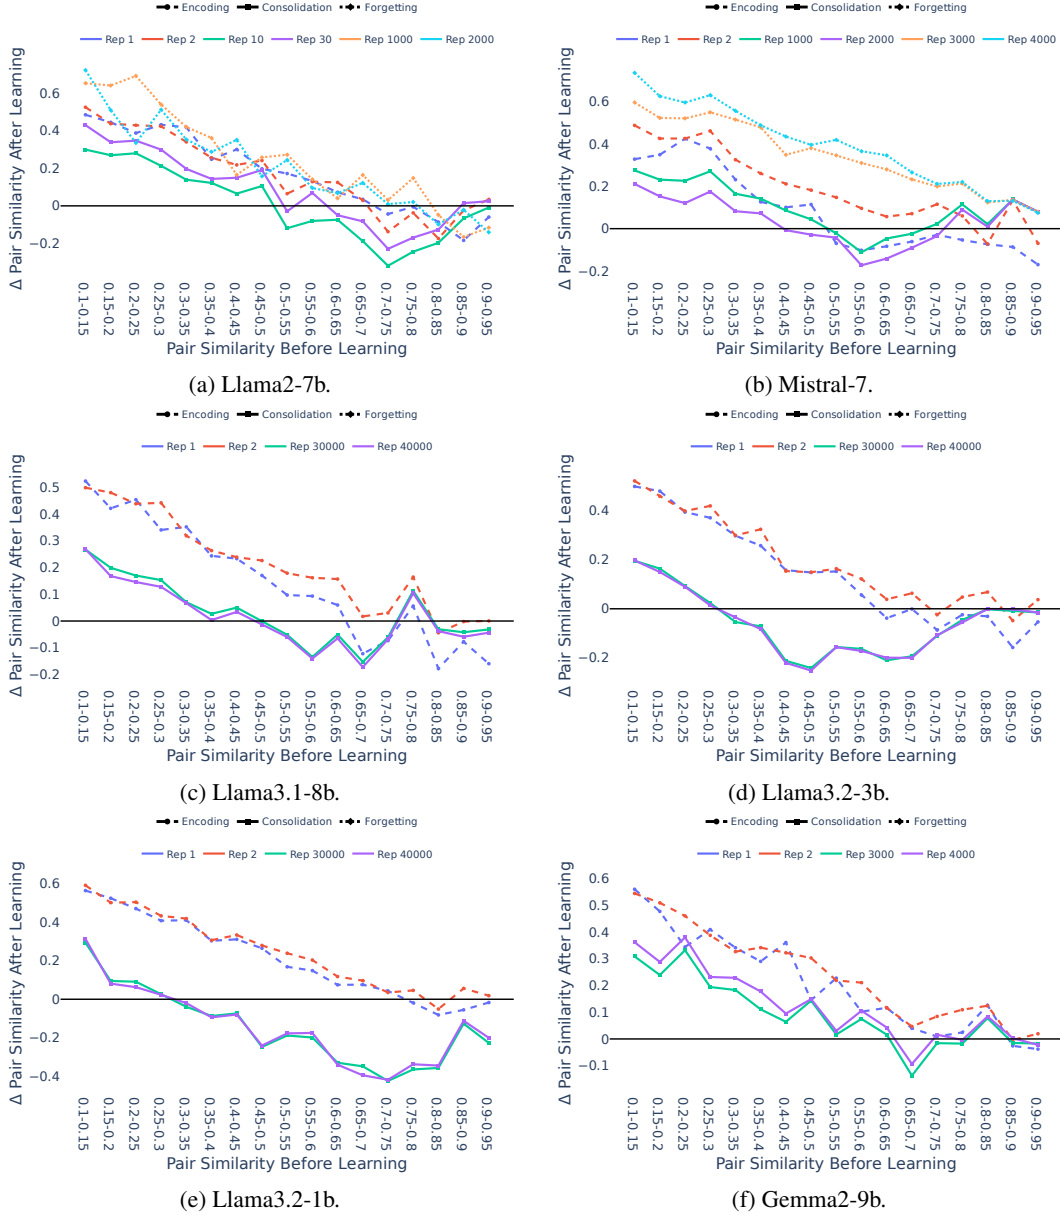 Encoding Consolidation Forgetting
Rep 1 Rep 2 Rep 10 Rep 30 Rep 1000 Rep 2000
Δ Pair Similarity After Learning
0.6
0.4
0.2
0
−0.2
0.1-0.15 0.15-0.2 0.2-0.25 0.25-0.3 0.3-0.35 0.35-0.4 0.4-0.45 0.45-0.5 0.5-0.55 0.55-0.6 0.6-0.65 0.65-0.7 0.7-0.75 0.75-0.8 0.8-0.85 0.85-0.9 0.9-0.95
Pair Similarity Before Learning
(a) Llama2-7b.
Encoding Consolidation Forgetting
Rep 1 Rep 2 Rep 1000 Rep 2000 Rep 3000 Rep 4000
Δ Pair Similarity After Learning
0.6
0.4
0.2
0
−0.2
0.1-0.15 0.15-0.2 0.2-0.25 0.25-0.3 0.3-0.35 0.35-0.4 0.4-0.45 0.45-0.5 0.5-0.55 0.55-0.6 0.6-0.65 0.65-0.7 0.7-0.75 0.75-0.8 0.8-0.85 0.85-0.9 0.9-0.95
Pair Similarity Before Learning
(b) Mistral-7.
Encoding Consolidation Forgetting
Rep 1 Rep 2 Rep 30000 Rep 40000
Δ Pair Similarity After Learning
0.5
0.4
0.3
0.2
0.1
0
−0.1
−0.2
0.1-0.15 0.15-0.2 0.2-0.25 0.25-0.3 0.3-0.35 0.35-0.4 0.4-0.45 0.45-0.5 0.5-0.55 0.55-0.6 0.6-0.65 0.65-0.7 0.7-0.75 0.75-0.8 0.8-0.85 0.85-0.9 0.9-0.95
Pair Similarity Before Learning
(c) Llama3.1-8b.
Encoding Consolidation Forgetting
Rep 1 Rep 2 Rep 30000 Rep 40000
Δ Pair Similarity After Learning
0.4
0.2
0
−0.2
0.1-0.15 0.15-0.2 0.2-0.25 0.25-0.3 0.3-0.35 0.35-0.4 0.4-0.45 0.45-0.5 0.5-0.55 0.55-0.6 0.6-0.65 0.65-0.7 0.7-0.75 0.75-0.8 0.8-0.85 0.85-0.9 0.9-0.95
Pair Similarity Before Learning
(d) Llama3.2-3b.
Encoding Consolidation Forgetting
Rep 1 Rep 2 Rep 30000 Rep 40000
Δ Pair Similarity After Learning
0.6
0.4
0.2
0
−0.2
−0.4
0.1-0.15 0.15-0.2 0.2-0.25 0.25-0.3 0.3-0.35 0.35-0.4 0.4-0.45 0.45-0.5 0.5-0.55 0.55-0.6 0.6-0.65 0.65-0.7 0.7-0.75 0.75-0.8 0.8-0.85 0.85-0.9 0.9-0.95
Pair Similarity Before Learning
(e) Llama3.2-1b.
Encoding Consolidation Forgetting
Rep 1 Rep 2 Rep 3000 Rep 4000
Δ Pair Similarity After Learning
0.6
0.5
0.4
0.3
0.2
0.1
0
−0.1
0.1-0.15 0.15-0.2 0.2-0.25 0.25-0.3 0.3-0.35 0.35-0.4 0.4-0.45 0.45-0.5 0.5-0.55 0.55-0.6 0.6-0.65 0.65-0.7 0.7-0.75 0.75-0.8 0.8-0.85 0.85-0.9 0.9-0.95
Pair Similarity Before Learning
(f) Gemma2-9b.